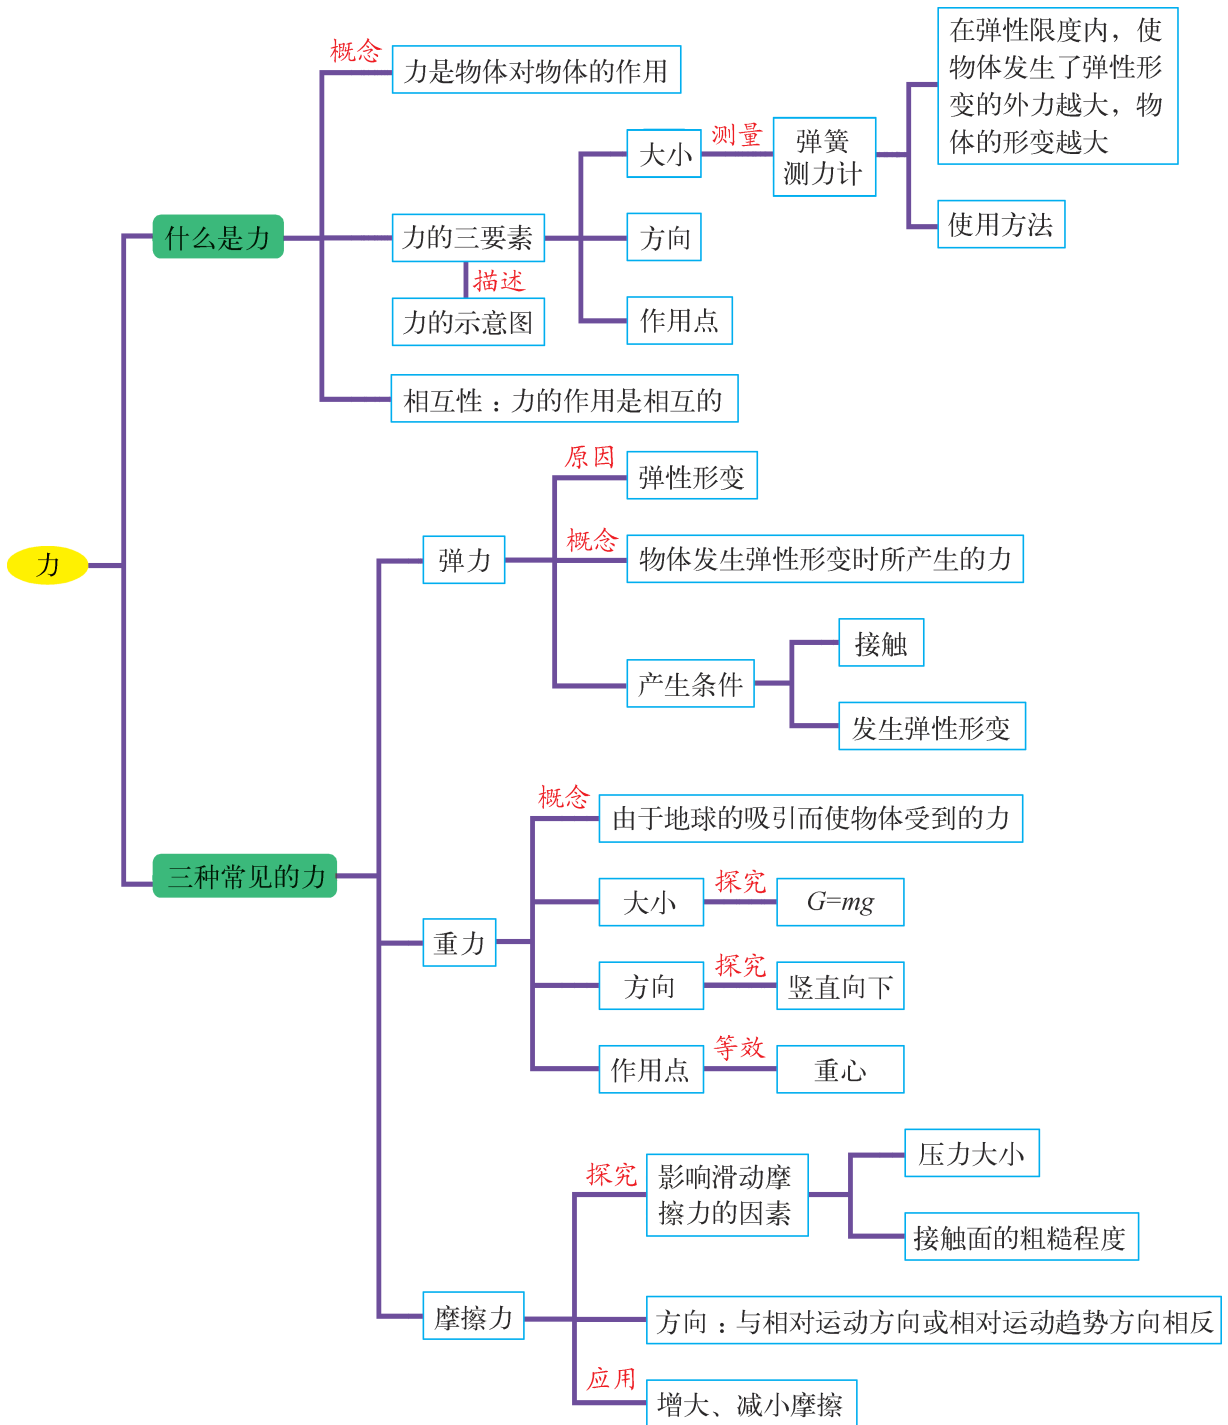 力
什么是力
概念
力是物体对物体的作用
力的三要素
大小
测量
弹簧
测力计
在弹性限度内，使
物体发生了弹性形
变的外力越大，物
体的形变越大
使用方法
方向
作用点
描述
力的示意图
相互性：力的作用是相互的
三种常见的力
弹力
原因
弹性形变
概念
物体发生弹性形变时所产生的力
产生条件
接触
发生弹性形变
重力
概念
由于地球的吸引而使物体受到的力
大小
探究
G=mg
方向
探究
竖直向下
作用点
等效
重心
摩擦力
探究
影响滑动摩
擦力的因素
压力大小
接触面的粗糙程度
方向：与相对运动方向或相对运动趋势方向相反
应用
增大、减小摩擦